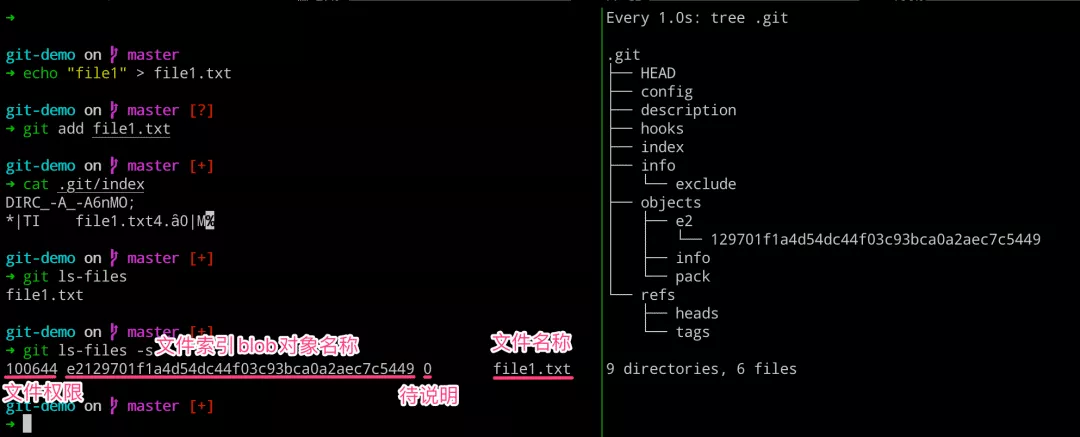 ➜
git-demo on master
➜ echo "file1" > file1.txt
git-demo on master [?]
➜ git add file1.txt
git-demo on master [+]
➜ cat .git/index
DIRC_-A_-A6nMO;
*|TI file1.txt4.âO|M%
git-demo on master [+]
➜ git ls-files
file1.txt
git-demo on master [+]
➜ git ls-files -s
文件索引blob对象名称
文件名称
100644 e2129701f1a4d54dc44f03c93bca0a2aec7c5449 0 file1.txt
文件权限
待说明
git-demo on master [+]
➜
Every 1.0s: tree .git
.git
├── HEAD
├── config
├── description
├── hooks
├── index
├── info
│   └── exclude
├── objects
│   ├── e2
│   │   └── 129701f1a4d54dc44f03c93bca0a2aec7c5449
│   ├── info
│   └── pack
└── refs
    ├── heads
    └── tags
9 directories, 6 files